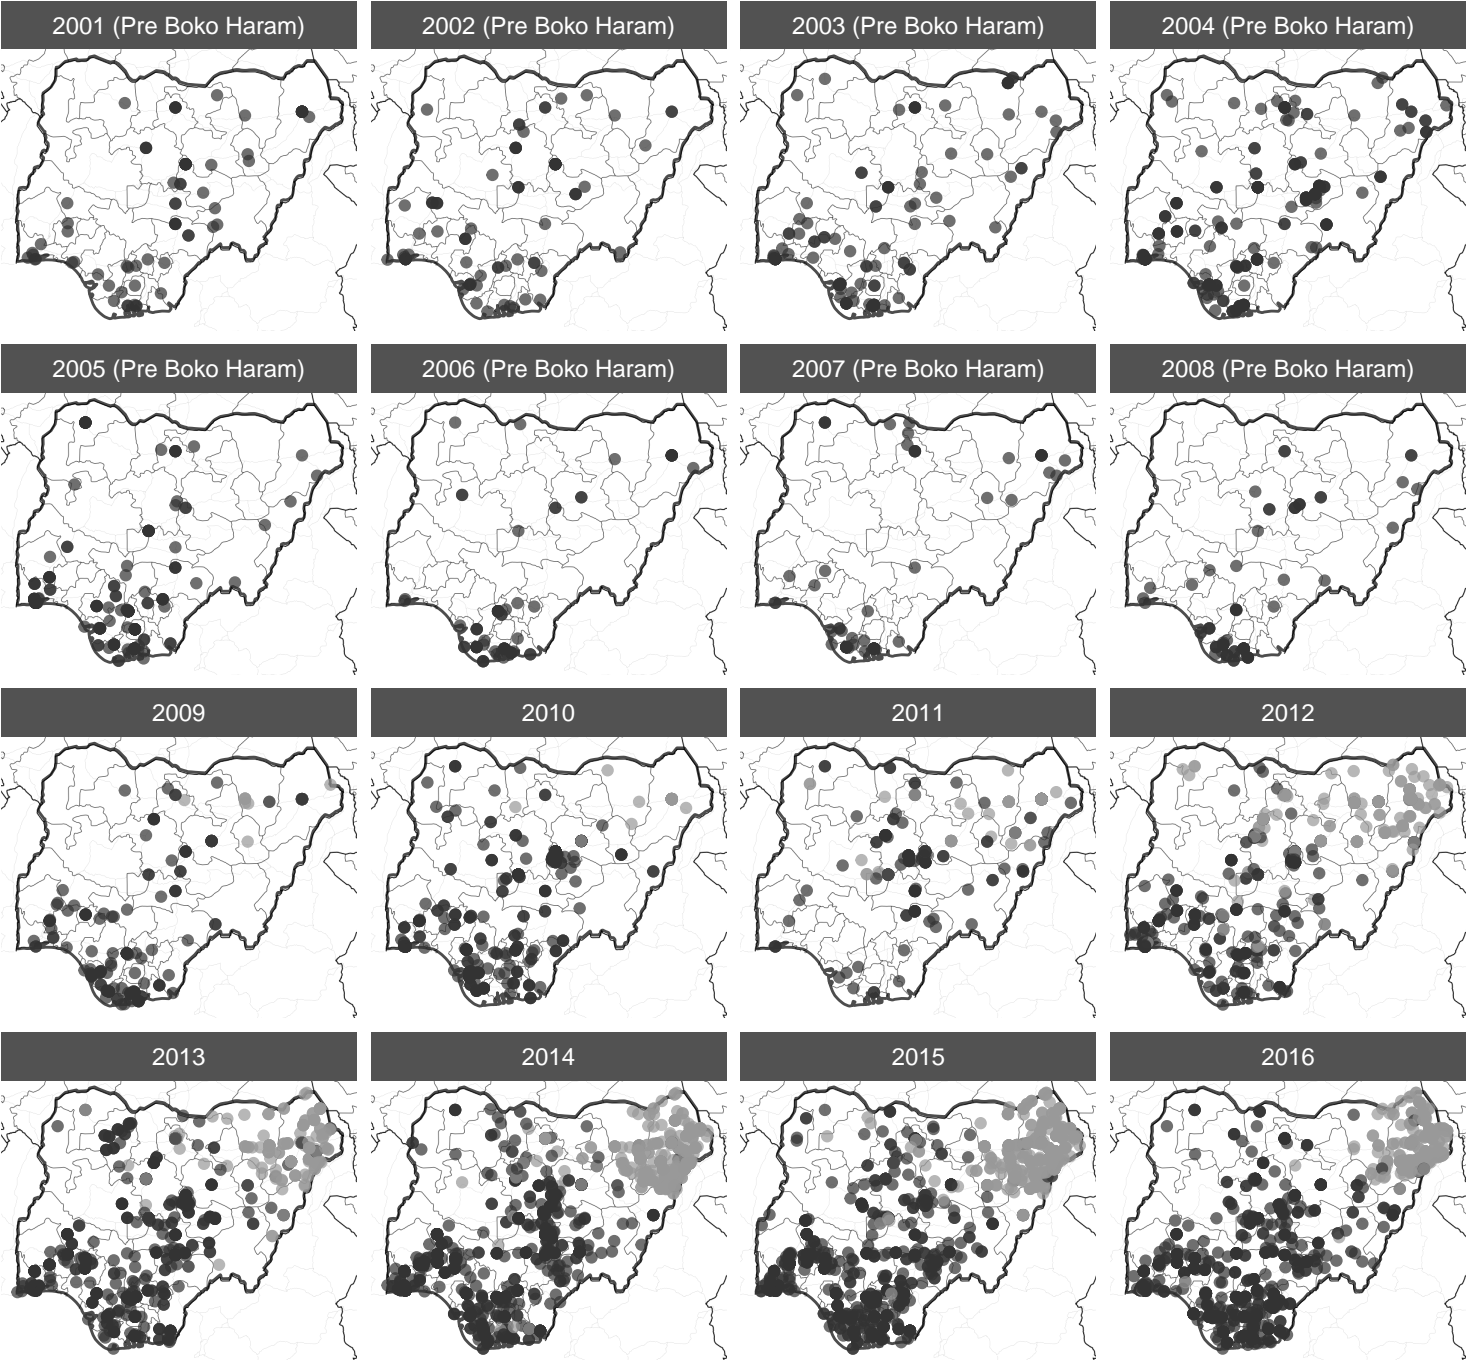 2001 (Pre Boko Haram)
2002 (Pre Boko Haram)
2003 (Pre Boko Haram)
2004 (Pre Boko Haram)
2005 (Pre Boko Haram)
2006 (Pre Boko Haram)
2007 (Pre Boko Haram)
2008 (Pre Boko Haram)
2009
2010
2011
2012
2013
2014
2015
2016